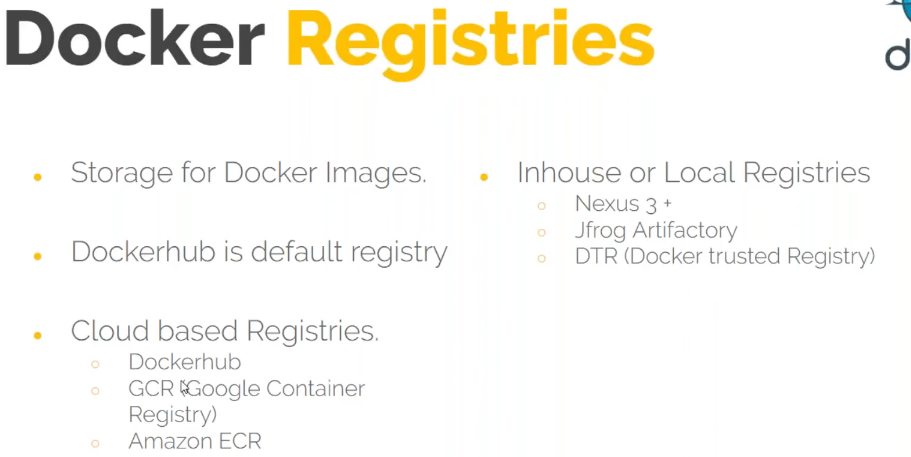 Docker Registries
Storage for Docker Images.
Dockerhub is default registry
Cloud based Registries.
Dockerhub
GCR (Google Container
Registry)
Amazon ECR
Inhouse or Local Registries
Nexus 3 +
Jfrog Artifactory
DTR (Docker trusted Registry)